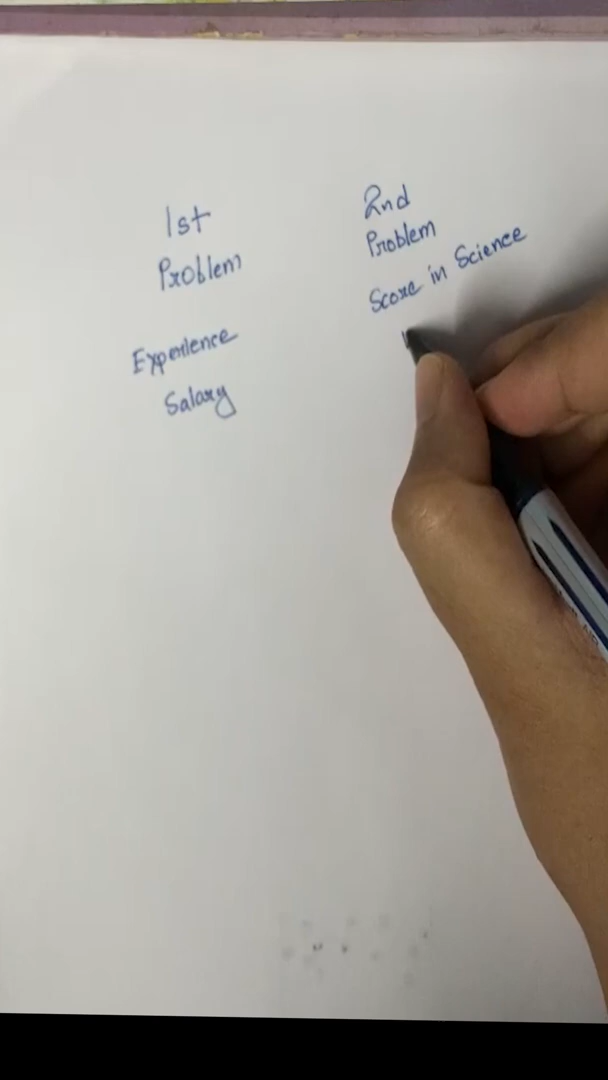 1st
Problem
Experience
Salary
2nd
Problem
Score in Science